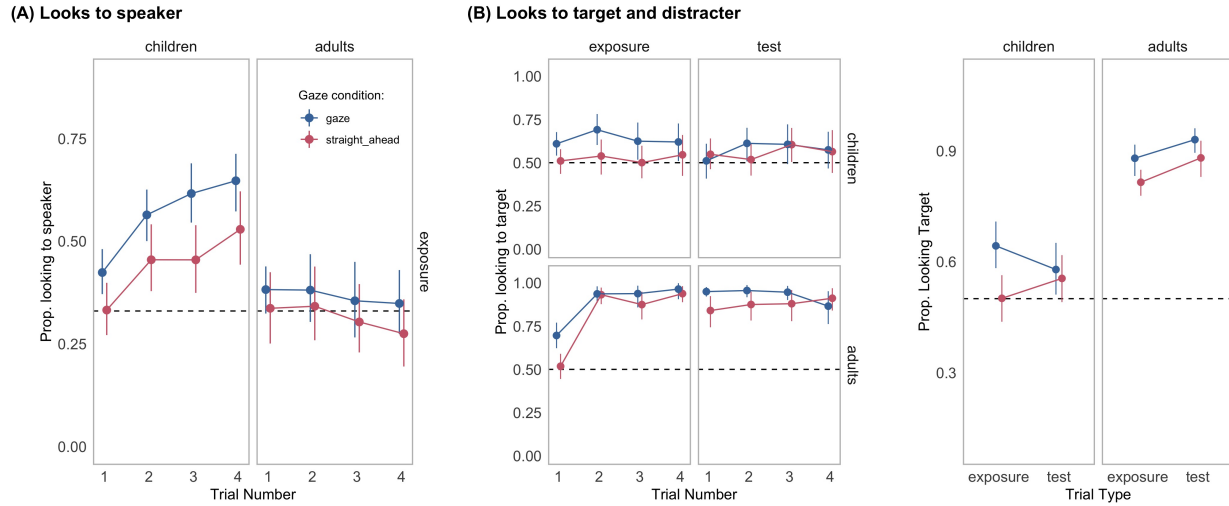 (A) Looks to speaker
(B) Looks to target and distracter
children
adults
Gaze condition:
gaze
straight_ahead
Prop. looking to speaker
0.75
0.50
0.25
0.00
exposure
1 2 3 4
1 2 3 4
Trial Number
exposure
test
Prop. looking to target
1.00
0.75
0.50
0.25
0.00
children
1.00
0.75
0.50
0.25
0.00
adults
1 2 3 4
1 2 3 4
Trial Number
children
adults
Prop. Looking Target
0.9
0.6
0.3
exposure test
exposure test
Trial Type